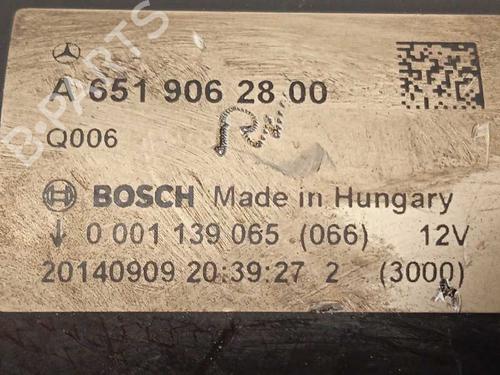 B-PARTS
A 651 906 28 00
Q006
BOSCH Made in Hungary
0 001 139 065 (066) 12V
20140909 20:39:27 2 (3000)